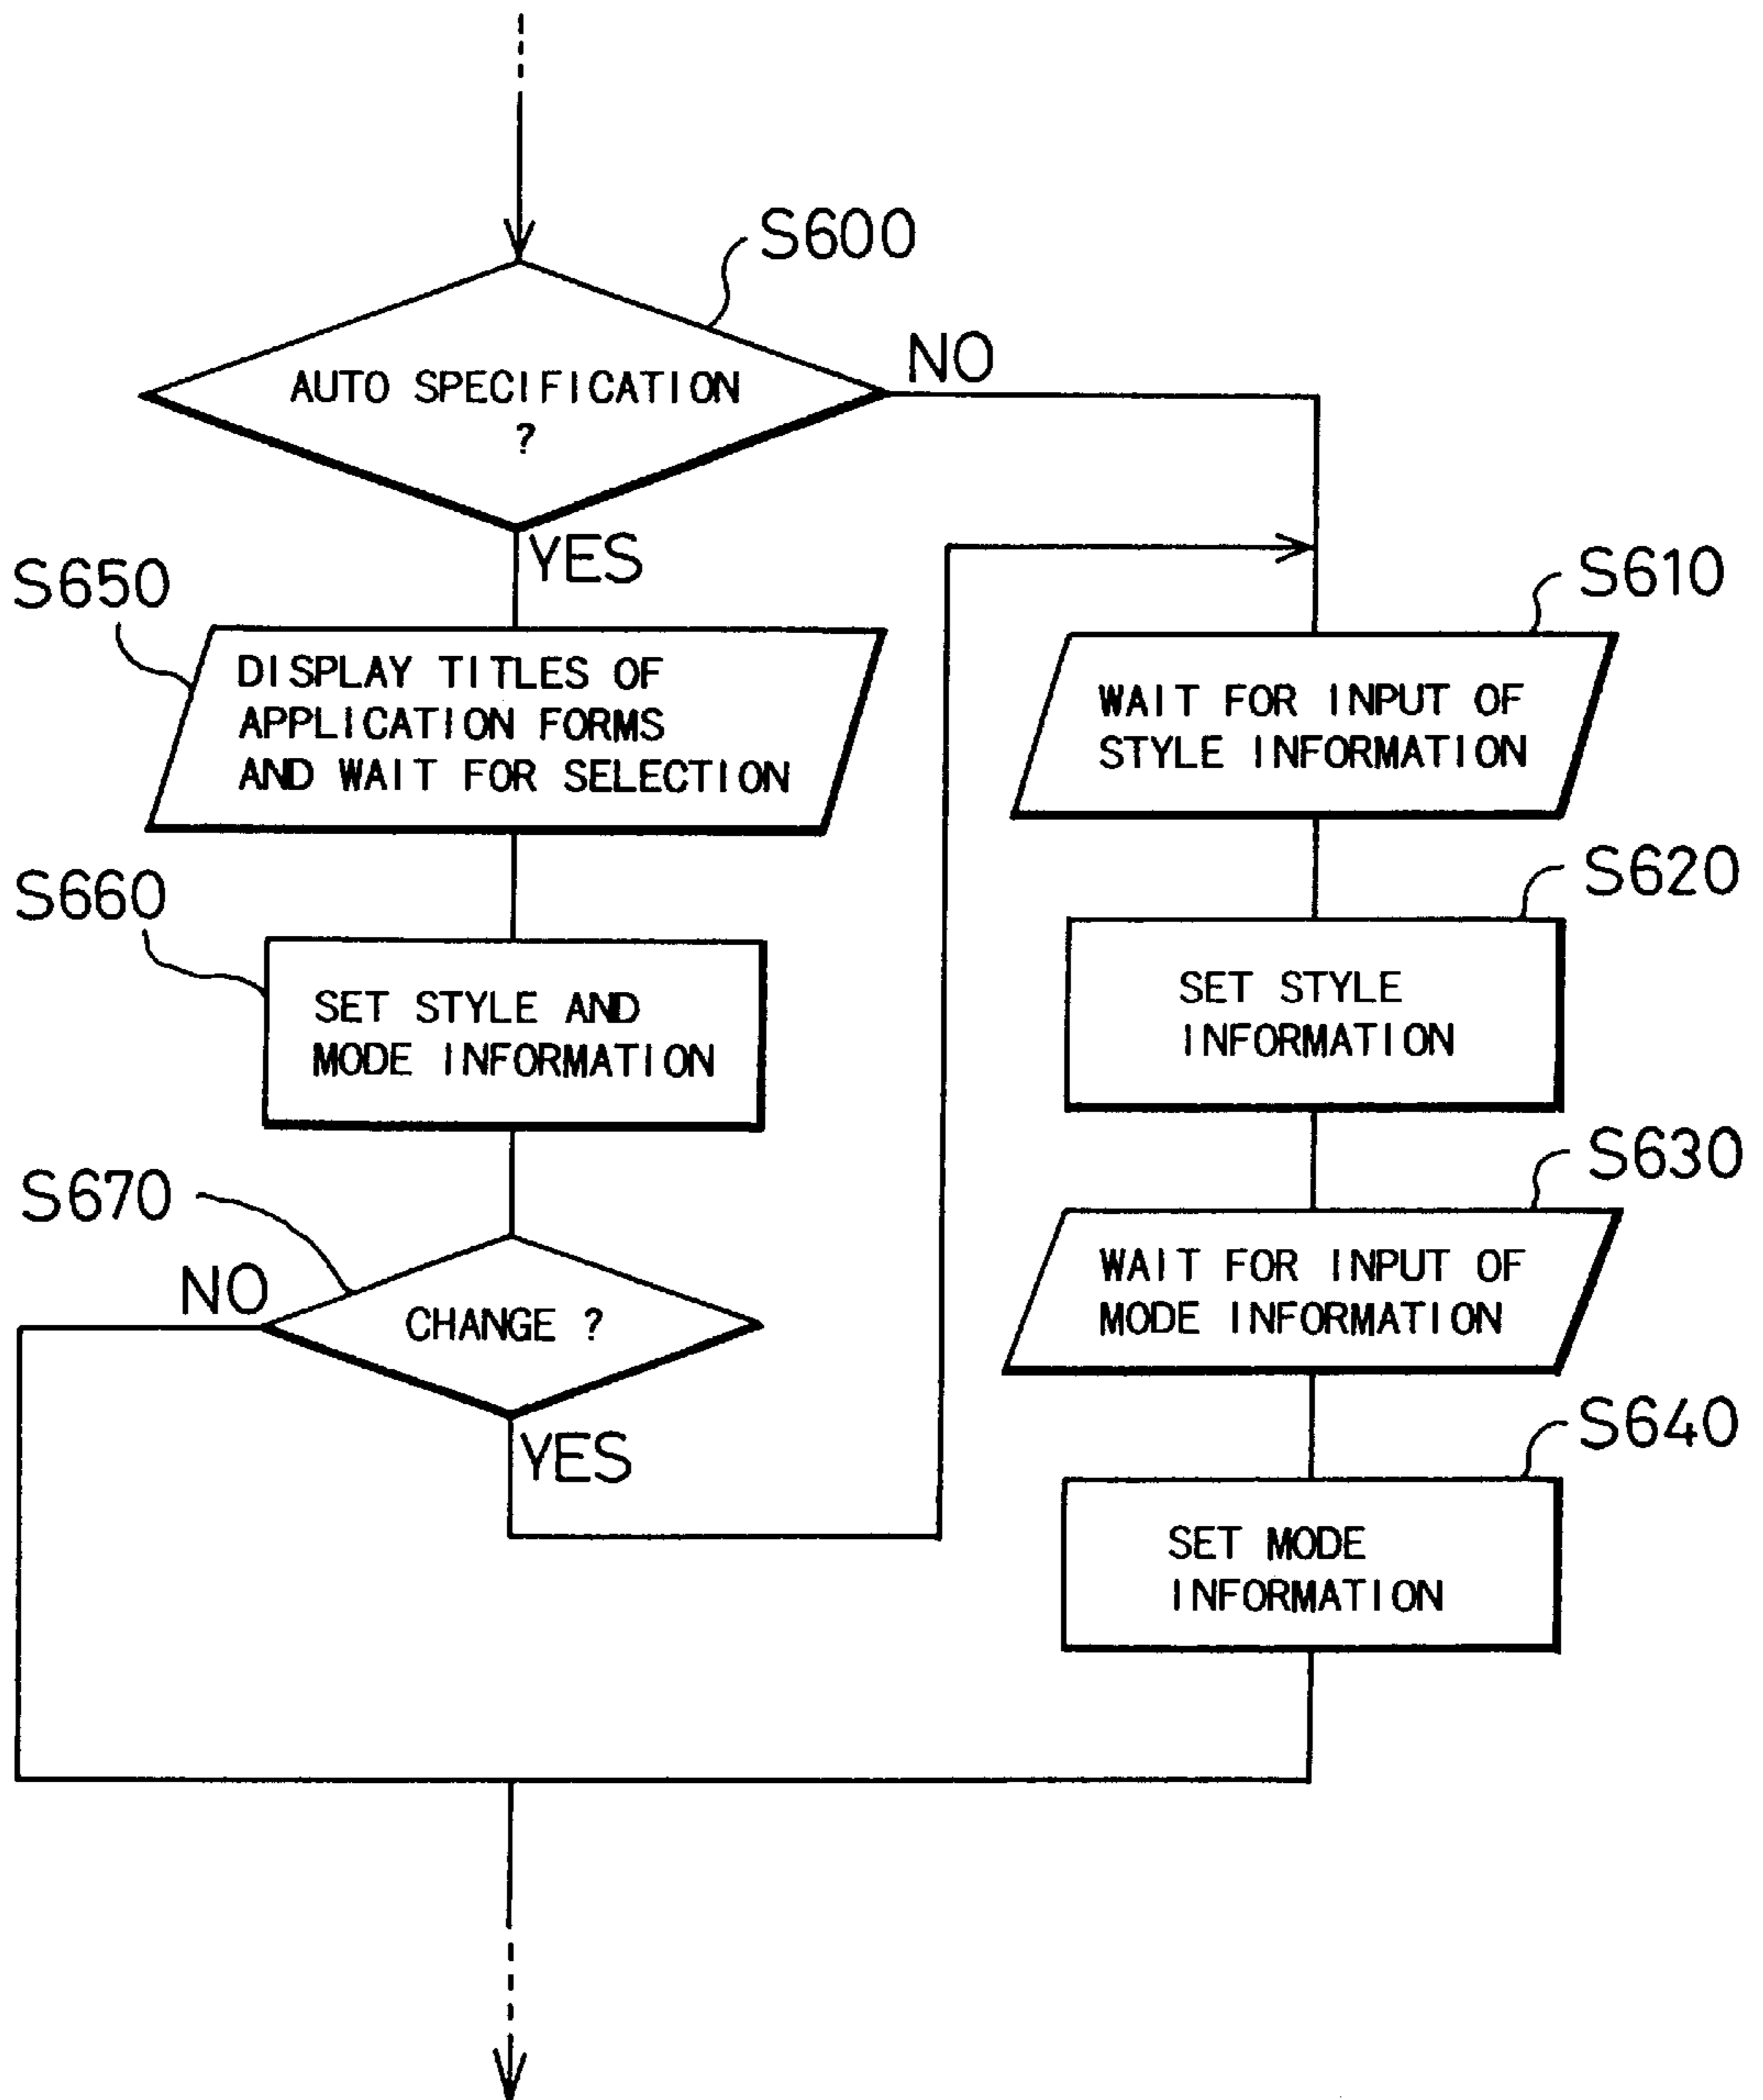 S600
AUTO SPECIFICATION
?
NO
YES
S650
DISPLAY TITLES OF
APPLICATION FORMS
AND WAIT FOR SELECTION
S660
SET STYLE AND
MODE INFORMATION
S670
CHANGE ?
NO
YES
S610
WAIT FOR INPUT OF
STYLE INFORMATION
S620
SET STYLE
INFORMATION
S630
WAIT FOR INPUT OF
MODE INFORMATION
S640
SET MODE
INFORMATION